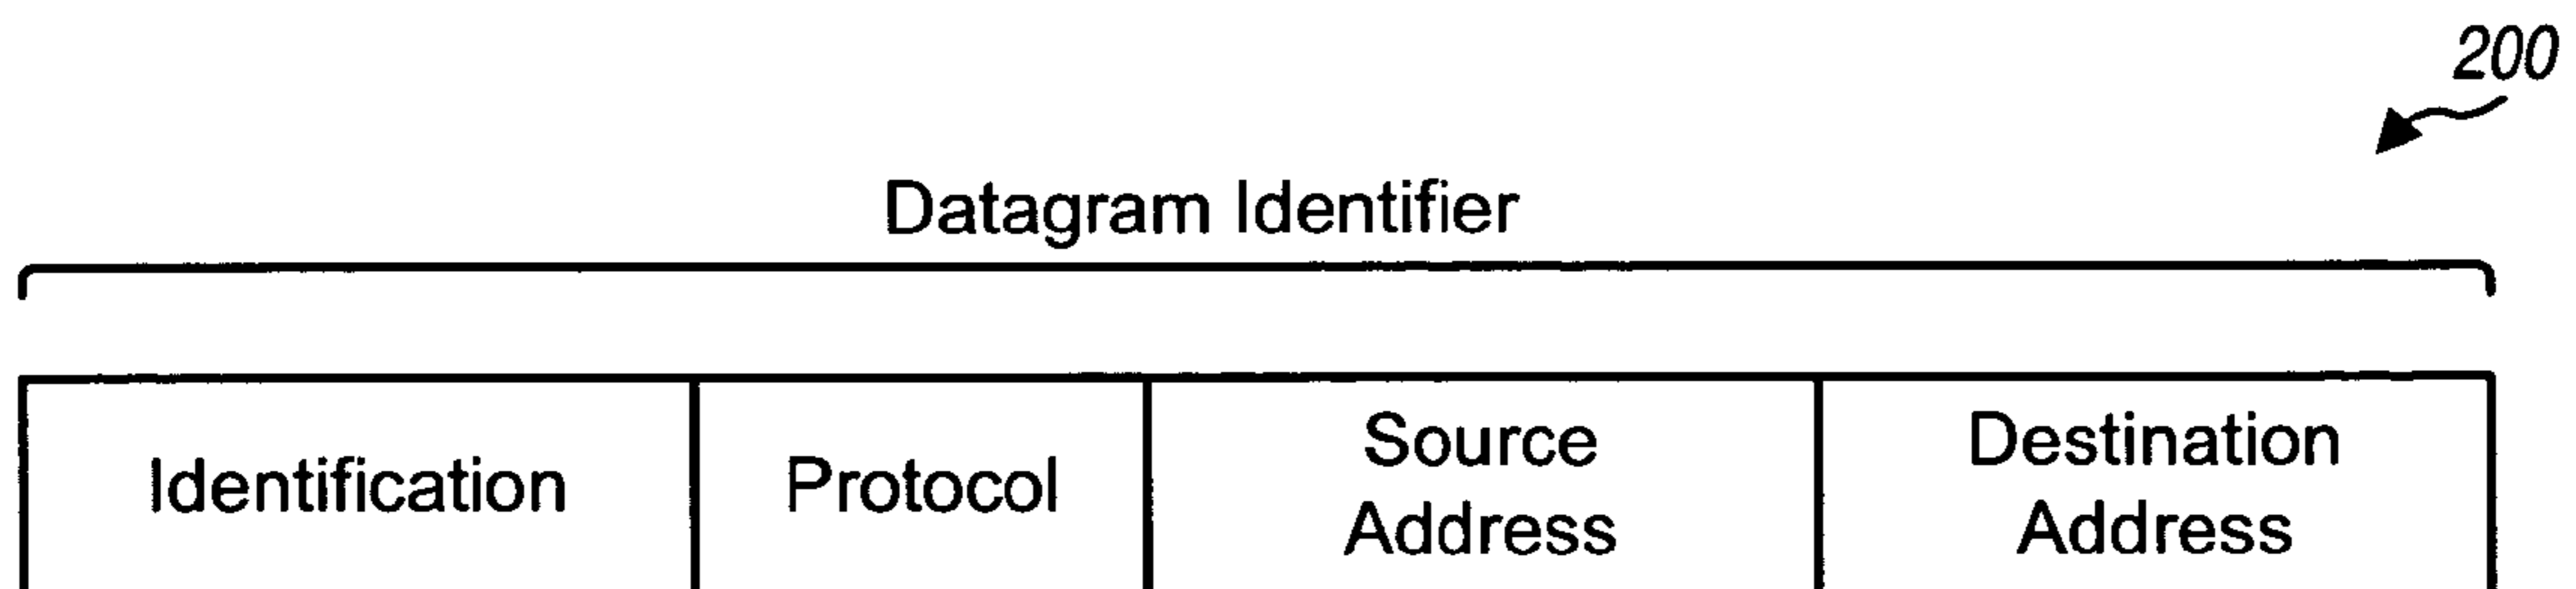 200
Datagram Identifier
Identification
Protocol
Source
Address
Destination
Address